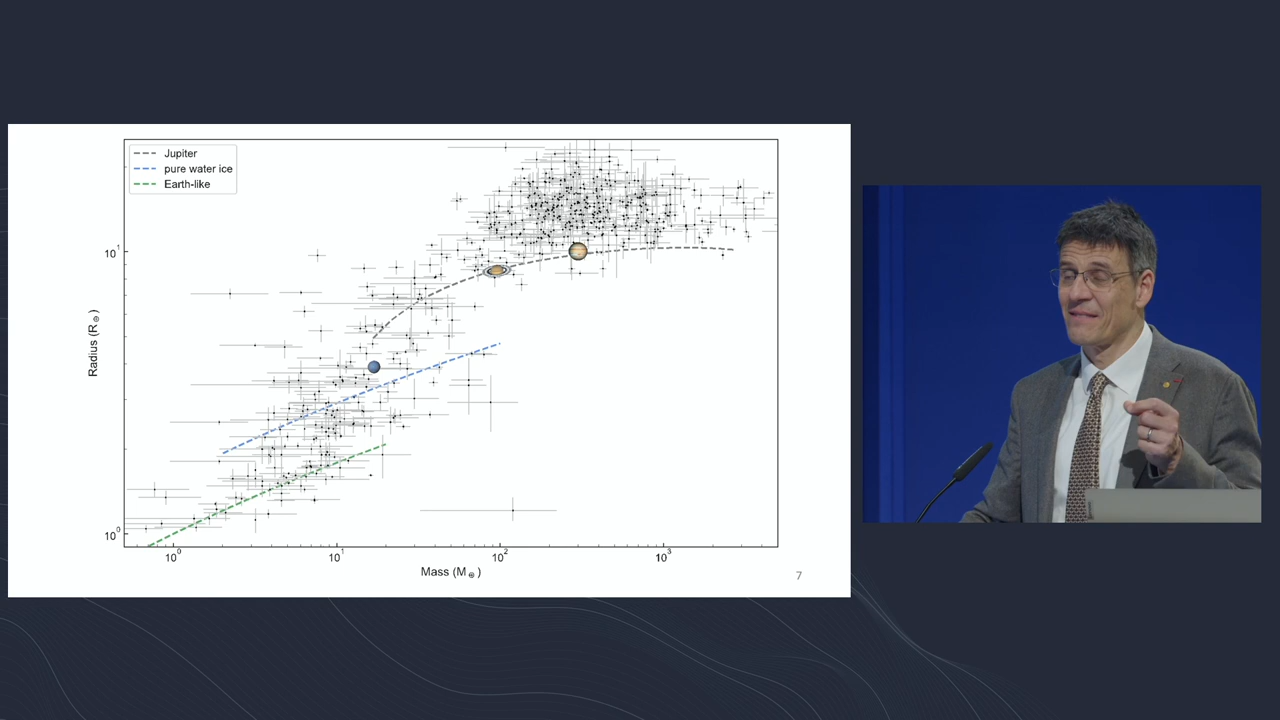 Jupiter
pure water ice
Earth-like
10¹
Radius (R⊕)
10⁰
10⁰
10¹
10²
10³
Mass (M⊕)
7